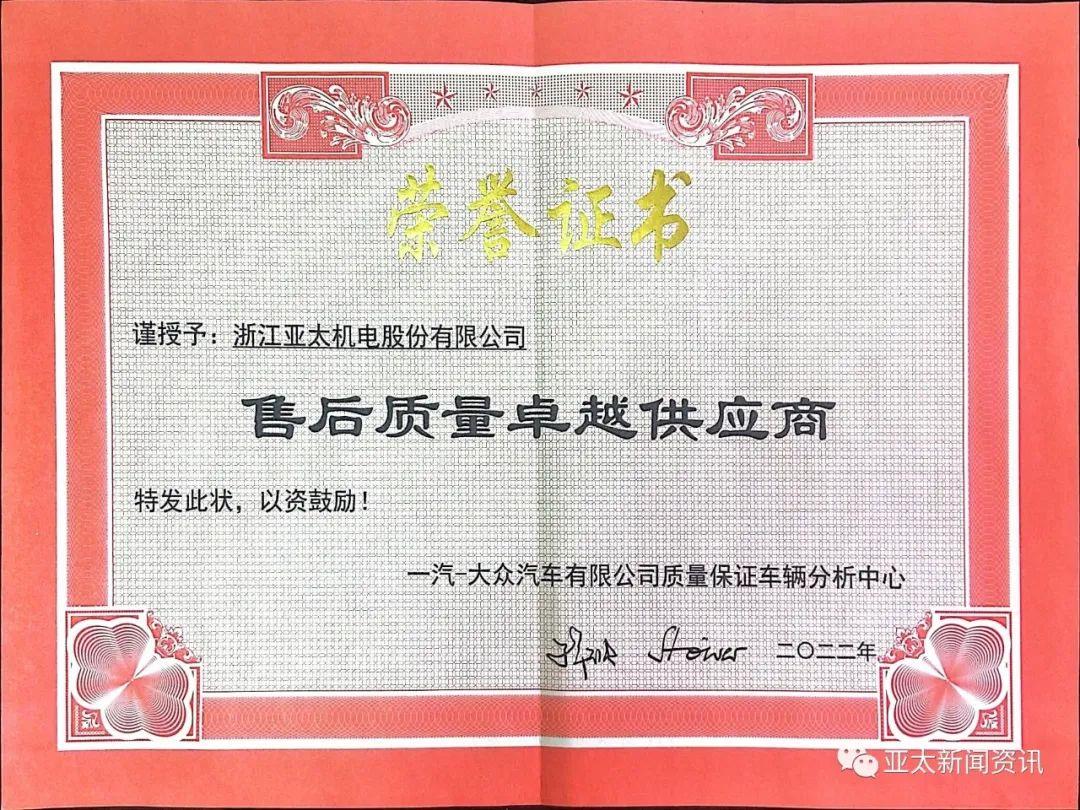 荣誉证书
谨授予：浙江亚太机电股份有限公司
售后质量卓越供应商
特发此状，以资鼓励！
一汽-大众汽车有限公司质量保证车辆分析中心
二〇二二年
亚太新闻资讯